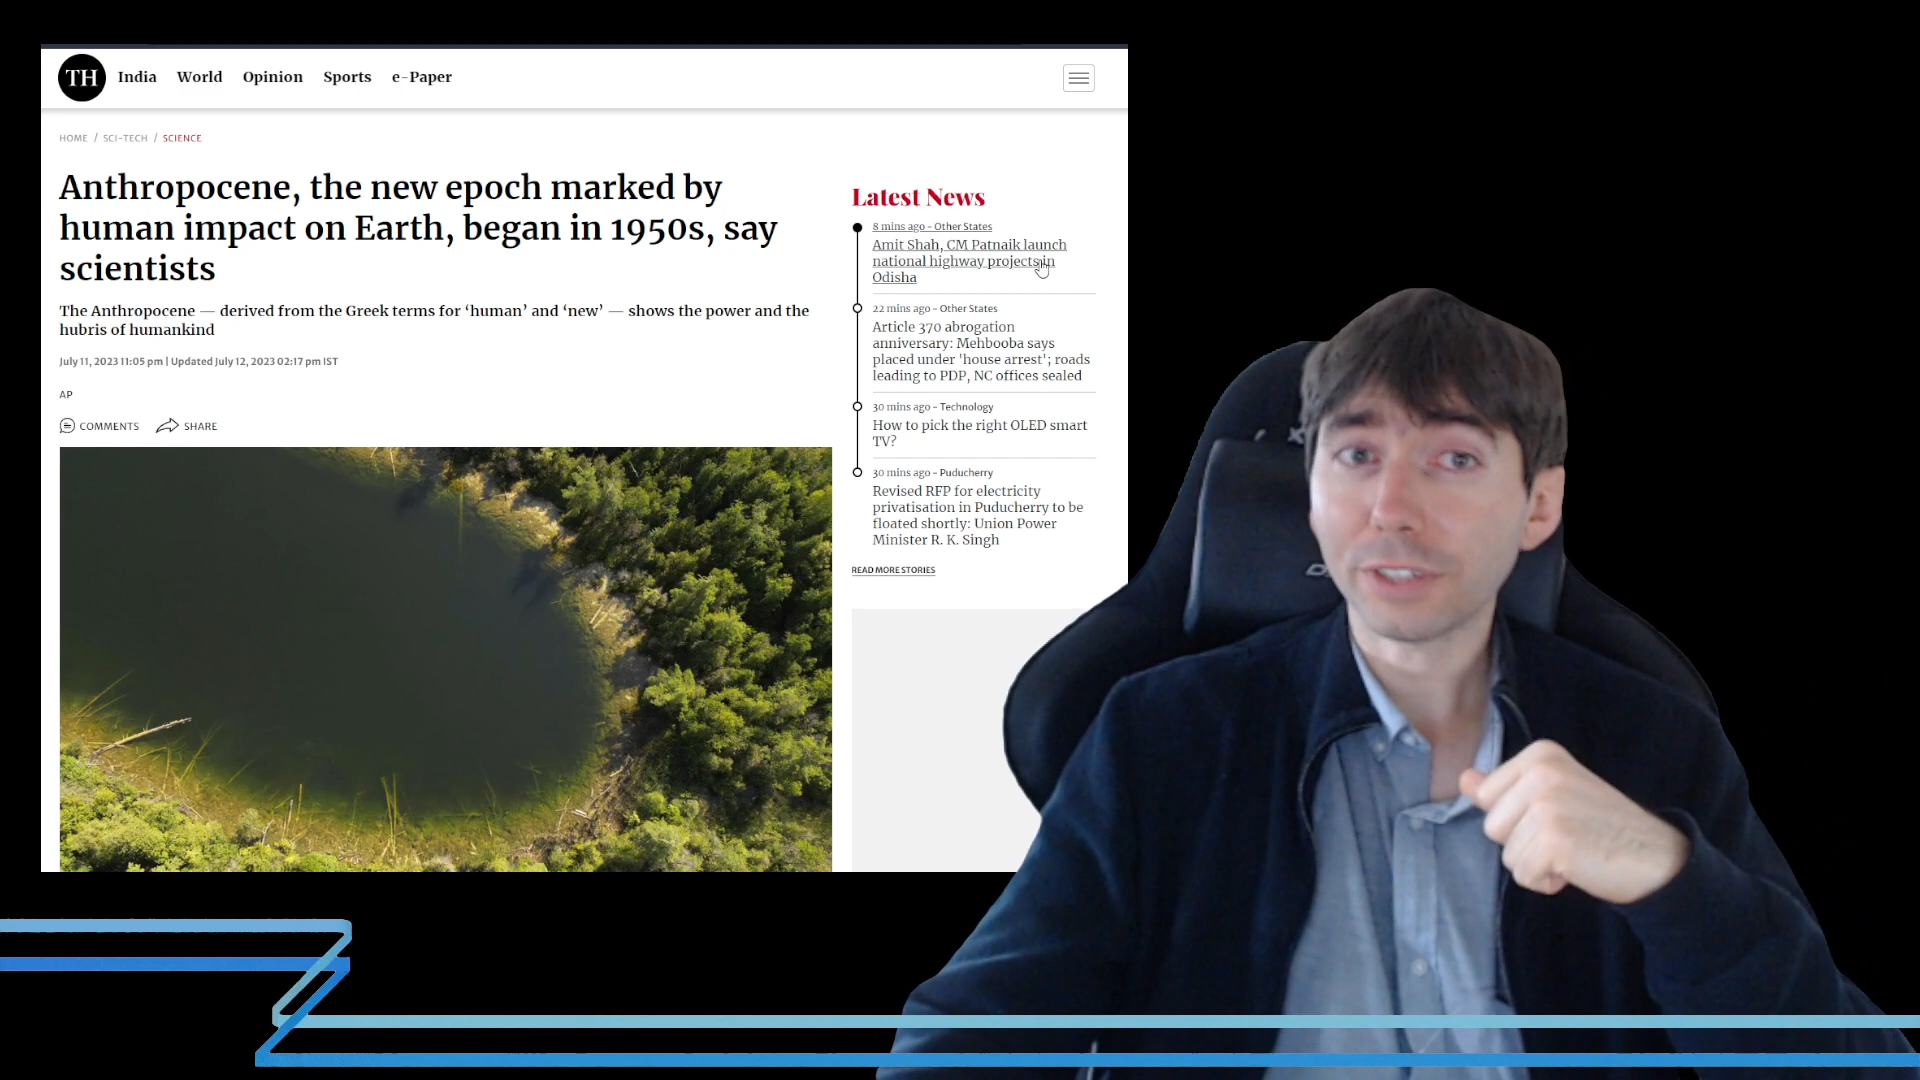 TH
India World Opinion Sports e-Paper
HOME / SCI-TECH / SCIENCE
Anthropocene, the new epoch marked by
human impact on Earth, began in 1950s, say
scientists
The Anthropocene — derived from the Greek terms for ‘human’ and ‘new’ — shows the power and the
hubris of humankind
July 11, 2023 11:05 pm | Updated July 12, 2023 02:17 pm IST
AP
COMMENTS SHARE
Latest News
8 mins ago - Other States
Amit Shah, CM Patnaik launch
national highway projects in
Odisha
22 mins ago - Other States
Article 370 abrogation
anniversary: Mehbooba says
placed under 'house arrest'; roads
leading to PDP, NC offices sealed
30 mins ago - Technology
How to pick the right OLED smart
TV?
30 mins ago - Puducherry
Revised RFP for electricity
privatisation in Puducherry to be
floated shortly: Union Power
Minister R. K. Singh
READ MORE STORIES